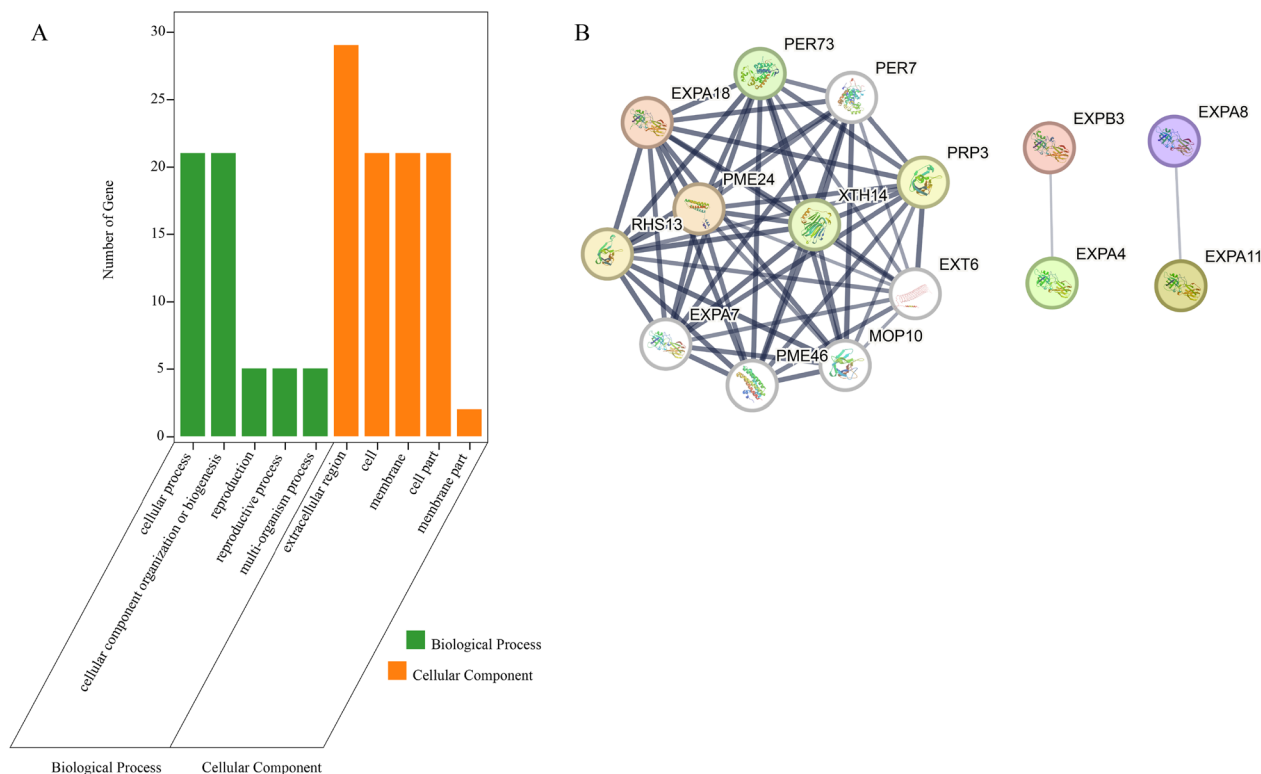 A
30
25
20
15
10
5
0
Number of Gene
cellular process
cellular component organization or biogenesis
reproduction
reproductive process
multi-organism process
extracellular region
cell
membrane
cell part
membrane part
Biological Process
Cellular Component
Biological Process
Cellular Component
B
PER73
PER7
EXPA18
PRP3
PME24
XTH14
RHS13
EXT6
EXPA7
MOP10
PME46
EXPB3
EXPA8
EXPA4
EXPA11